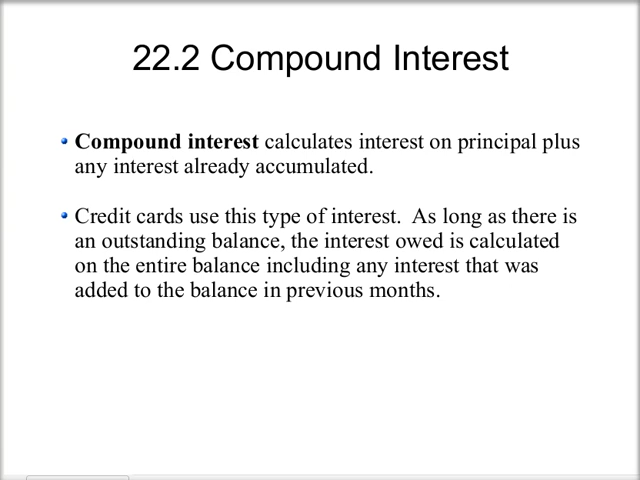 22.2 Compound Interest
Compound interest calculates interest on principal plus
any interest already accumulated.
Credit cards use this type of interest.  As long as there is
an outstanding balance, the interest owed is calculated
on the entire balance including any interest that was
added to the balance in previous months.